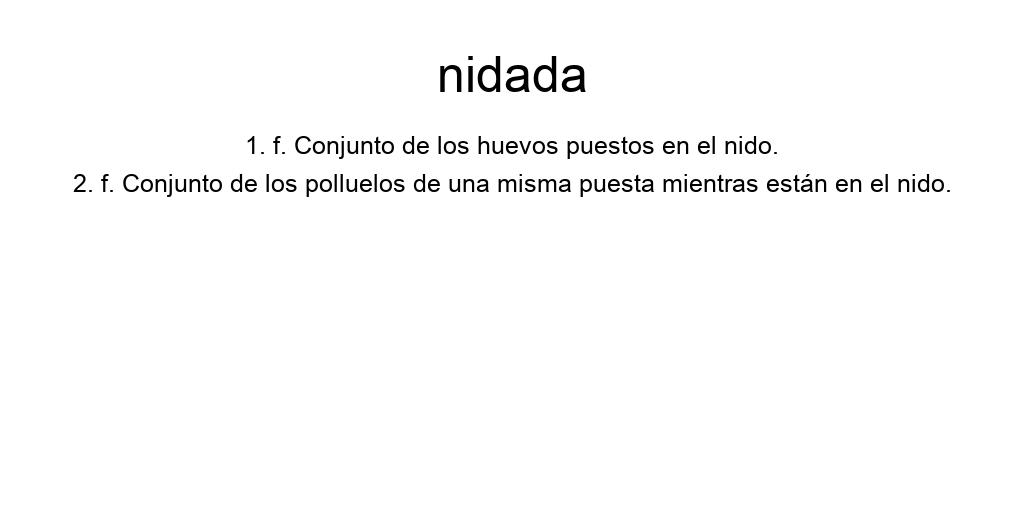 nidada
1. f. Conjunto de los huevos puestos en el nido.
2. f. Conjunto de los polluelos de una misma puesta mientras están en el nido.